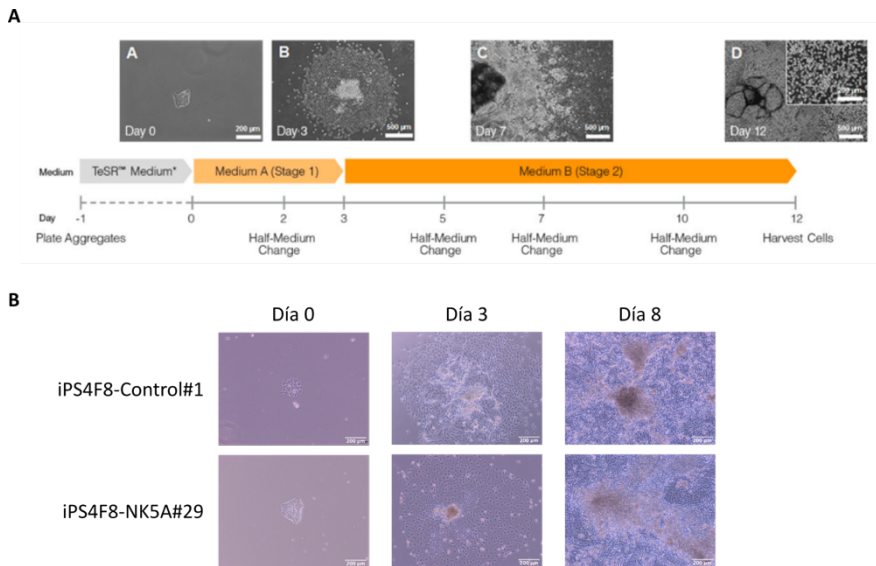 A
A
Day 0
200 µm
B
Day 3
500 µm
C
Day 7
500 µm
D
Day 12
500 µm
Medium
TeSR™ Medium*
Medium A (Stage 1)
Medium B (Stage 2)
Day
-1
0
2
3
5
7
10
12
Plate Aggregates
Half-Medium
Change
Half-Medium
Change
Half-Medium
Change
Half-Medium
Change
Harvest Cells
B
Día 0
Día 3
Día 8
iPS4F8-Control#1
200 µm
200 µm
200 µm
iPS4F8-NK5A#29
200 µm
200 µm
200 µm